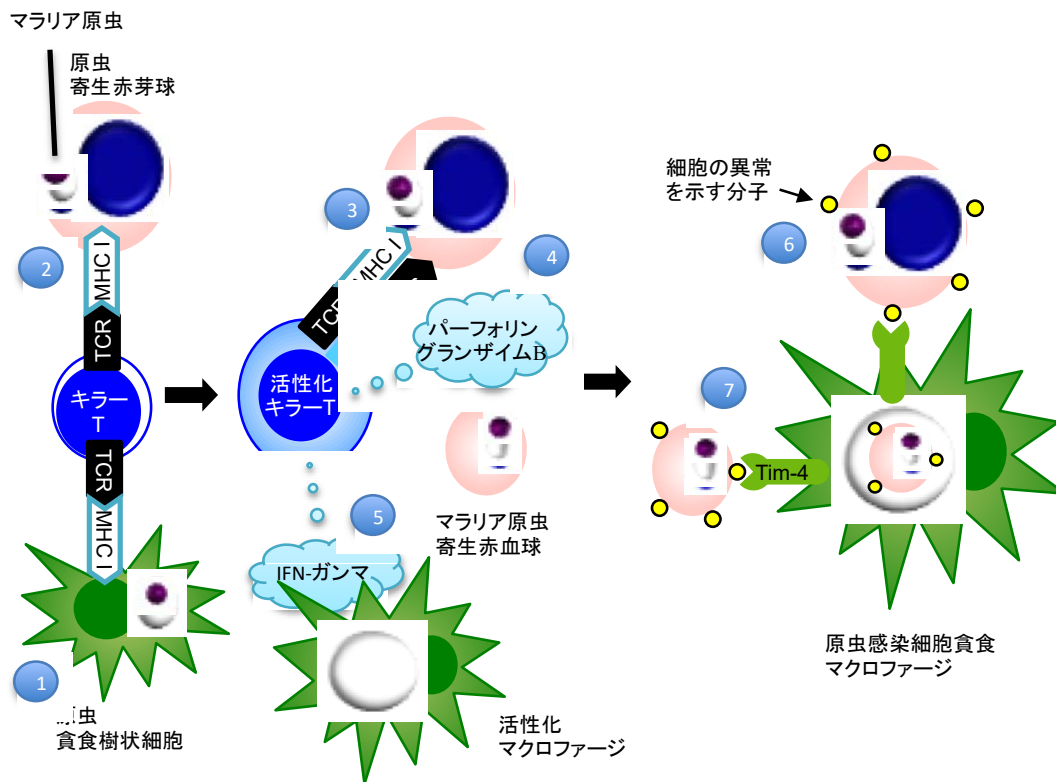 マラリア原虫
原虫
寄生赤芽球
2
MHC I
TCR
キラー
T
TCR
MHC I
1
原虫
貪食樹状細胞
3
MHC I
4
パーフォリン
グランザイムB
活性化
キラーT
5
マラリア原虫
寄生赤血球
IFN-ガンマ
活性化
マクロファージ
細胞の異常
を示す分子
6
7
Tim-4
原虫感染細胞貪食
マクロファージ